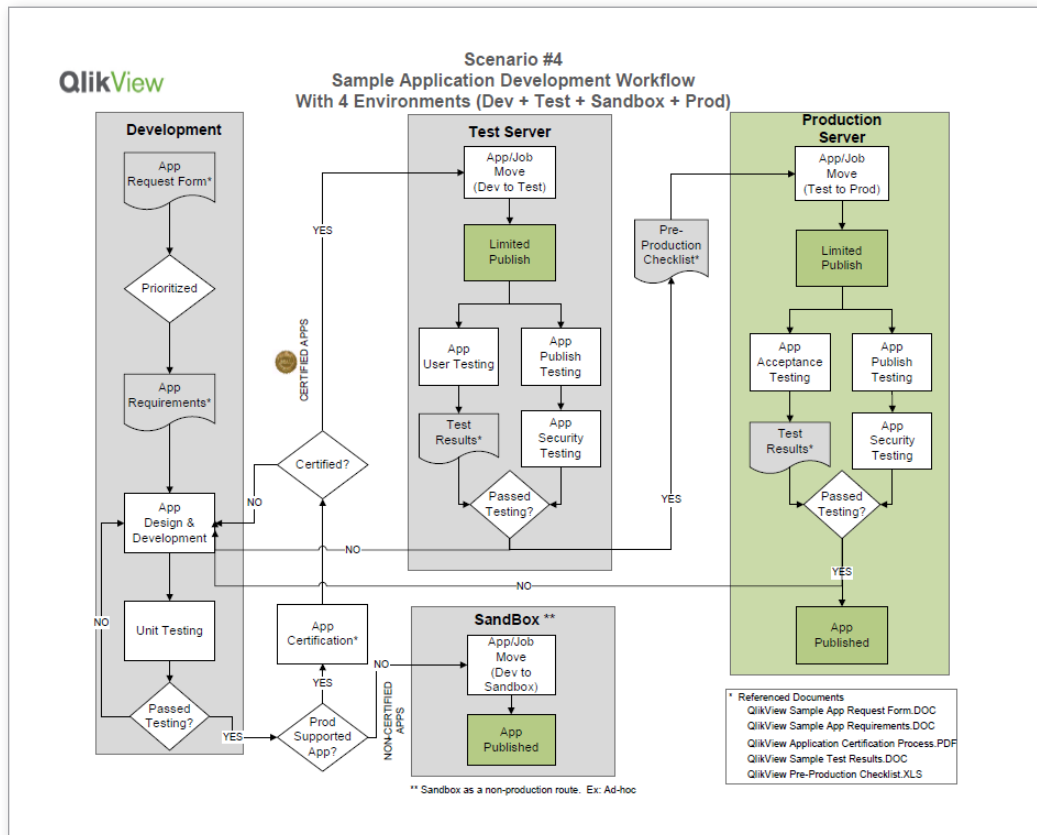 Scenario #4
QlikView
Sample Application Development Workflow
With 4 Environments (Dev + Test + Sandbox + Prod)
Development
App
Request Form*
Prioritized
App
Requirements*
App
Design &
Development
Unit Testing
Passed
Testing?
NO
YES
Prod
Supported
App?
YES
App
Certification*
Certified?
NO
YES
CERTIFIED APPS
NO
NON-CERTIFIED
APPS
Test Server
App/Job
Move
(Dev to Test)
Limited
Publish
App
User Testing
App
Publish
Testing
Test
Results*
App
Security
Testing
Passed
Testing?
NO
YES
Pre-
Production
Checklist*
Production
Server
App/Job
Move
(Test to Prod)
Limited
Publish
App
Acceptance
Testing
App
Publish
Testing
Test
Results*
App
Security
Testing
Passed
Testing?
YES
NO
App
Published
SandBox **
App/Job
Move
(Dev to
Sandbox)
App
Published
** Sandbox as a non-production route. Ex: Ad-hoc
* Referenced Documents
QlikView Sample App Request Form.DOC
QlikView Sample App Requirements.DOC
QlikView Application Certification Process.PDF
QlikView Sample Test Results.DOC
QlikView Pre-Production Checklist.XLS